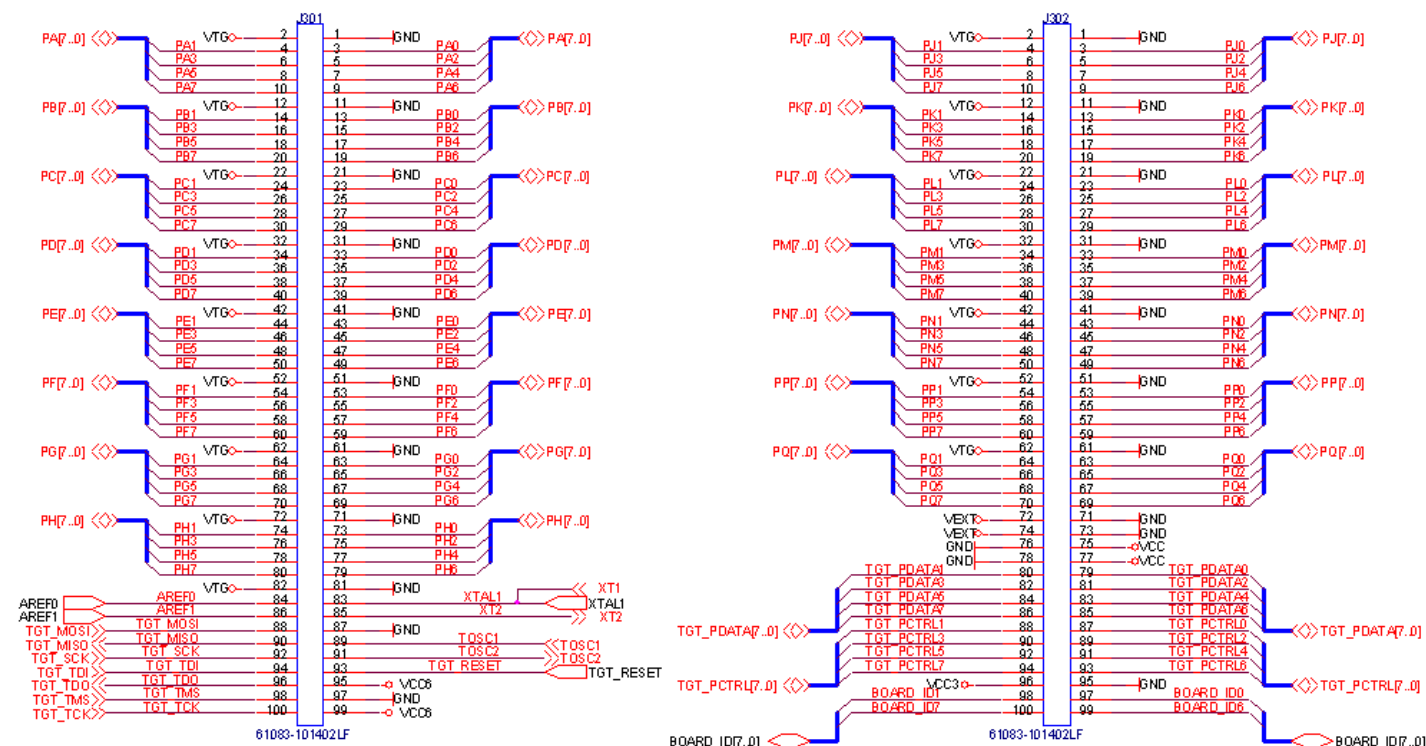 J301 J302
PA[7..0] VTG 2 1 GND PA[7..0] PJ[7..0] VTG 2 1 GND PJ[7..0]
PA1 4 3 PA0 PJ1 4 3 PJ0
PA3 6 5 PA2 PJ3 6 5 PJ2
PA5 8 7 PA4 PJ5 8 7 PJ4
PA7 10 9 PA6 PJ7 10 9 PJ6
PB[7..0] VTG 12 11 GND PB[7..0] PK[7..0] VTG 12 11 GND PK[7..0]
PB1 14 13 PB0 PK1 14 13 PK0
PB3 16 15 PB2 PK3 16 15 PK2
PB5 18 17 PB4 PK5 18 17 PK4
PB7 20 19 PB6 PK7 20 19 PK6
PC[7..0] VTG 22 21 GND PC[7..0] PL[7..0] VTG 22 21 GND PL[7..0]
PC1 24 23 PC0 PL1 24 23 PL0
PC3 26 25 PC2 PL3 26 25 PL2
PC5 28 27 PC4 PL5 28 27 PL4
PC7 30 29 PC6 PL7 30 29 PL6
PD[7..0] VTG 32 31 GND PD[7..0] PM[7..0] VTG 32 31 GND PM[7..0]
PD1 34 33 PD0 PM1 34 33 PM0
PD3 36 35 PD2 PM3 36 35 PM2
PD5 38 37 PD4 PM5 38 37 PM4
PD7 40 39 PD6 PM7 40 39 PM6
PE[7..0] VTG 42 41 GND PE[7..0] PN[7..0] VTG 42 41 GND PN[7..0]
PE1 44 43 PE0 PN1 44 43 PN0
PE3 46 45 PE2 PN3 46 45 PN2
PE5 48 47 PE4 PN5 48 47 PN4
PE7 50 49 PE6 PN7 50 49 PN6
PF[7..0] VTG 52 51 GND PF[7..0] PP[7..0] VTG 52 51 GND PP[7..0]
PF1 54 53 PF0 PP1 54 53 PP0
PF3 56 55 PF2 PP3 56 55 PP2
PF5 58 57 PF4 PP5 58 57 PP4
PF7 60 59 PF6 PP7 60 59 PP6
PG[7..0] VTG 62 61 GND PG[7..0] PQ[7..0] VTG 62 61 GND PQ[7..0]
PG1 64 63 PG0 PQ1 64 63 PQ0
PG3 66 65 PG2 PQ3 66 65 PQ2
PG5 68 67 PG4 PQ5 68 67 PQ4
PG7 70 69 PG6 PQ7 70 69 PQ6
PH[7..0] VTG 72 71 GND PH[7..0] VEXT 72 71 GND
PH1 74 73 PH0 VEXT 74 73 GND
PH3 76 75 PH2 GND 76 75 VCC
PH5 78 77 PH4 GND 78 77 VCC
PH7 80 79 PH6 TGT_PDATA1 80 79 TGT_PDATA0
VTG 82 81 GND XT1 TGT_PDATA3 82 81 TGT_PDATA2
AREF0 AREF0 84 83 XTAL1 XTAL1 TGT_PDATA5 84 83 TGT_PDATA4
AREF1 AREF1 86 85 XT2 XT2 TGT_PDATA7 86 85 TGT_PDATA6
TGT_MOSI TGT_MOSI 88 87 GND TGT_PDATA[7..0] TGT_PCTRL1 88 87 TGT_PCTRL0 TGT_PDATA[7..0]
TGT_MISO TGT_MISO 90 89 TOSC1 TOSC1 TGT_PCTRL3 90 89 TGT_PCTRL2
TGT_SCK TGT_SCK 92 91 TOSC2 TOSC2 TGT_PCTRL5 92 91 TGT_PCTRL4
TGT_TDI TGT_TDI 94 93 TGT_RESET TGT_RESET TGT_PCTRL7 94 93 TGT_PCTRL6
TGT_TDO TGT_TDO 96 95 VCC6 TGT_PCTRL[7..0] VCC3 96 95 GND TGT_PCTRL[7..0]
TGT_TMS TGT_TMS 98 97 GND BOARD_ID1 98 97 BOARD_ID0
TGT_TCK TGT_TCK 100 99 VCC6 BOARD_ID7 100 99 BOARD_ID6
61083-101402LF 61083-101402LF
BOARD_ID[7..0] BOARD_ID[7..0]